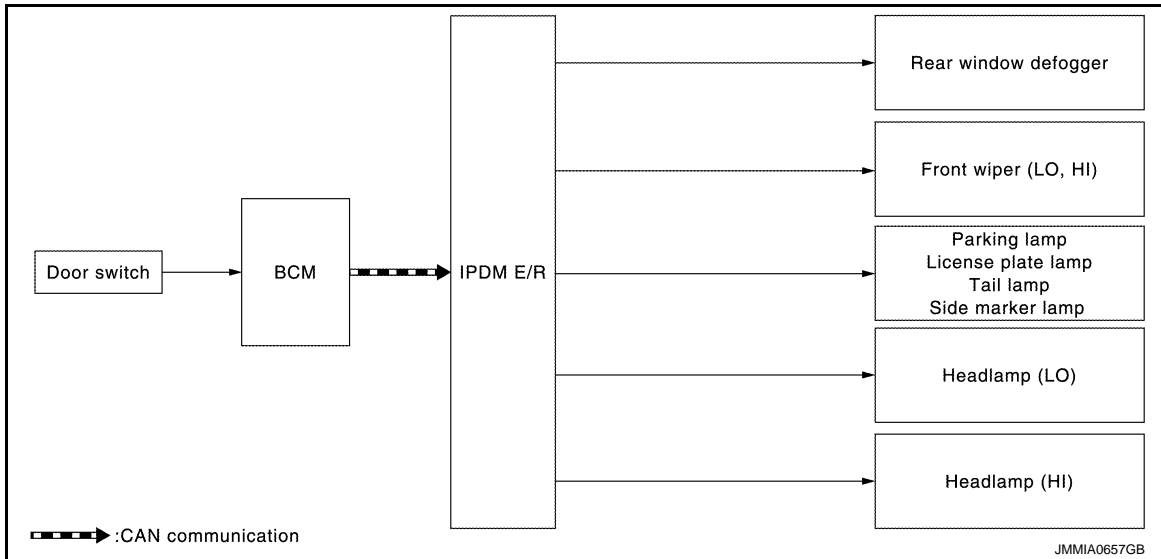 Rear window defogger
Front wiper (LO, HI)
Door switch
BCM
IPDM E/R
Parking lamp
License plate lamp
Tail lamp
Side marker lamp
Headlamp (LO)
Headlamp (HI)
:CAN communication
JMMIA0657GB